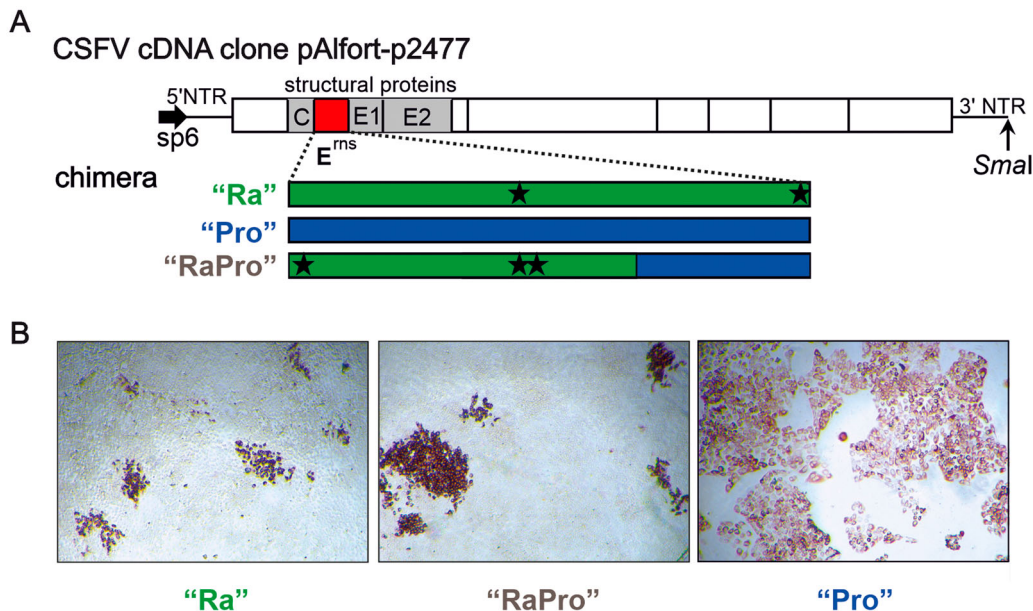 A
CSFV cDNA clone pAlfort-p2477
structural proteins
5'NTR
C
E1
E2
3' NTR
sp6
E^rns
SmaI
chimera
“Ra”
“Pro”
“RaPro”
B
“Ra”
“RaPro”
“Pro”